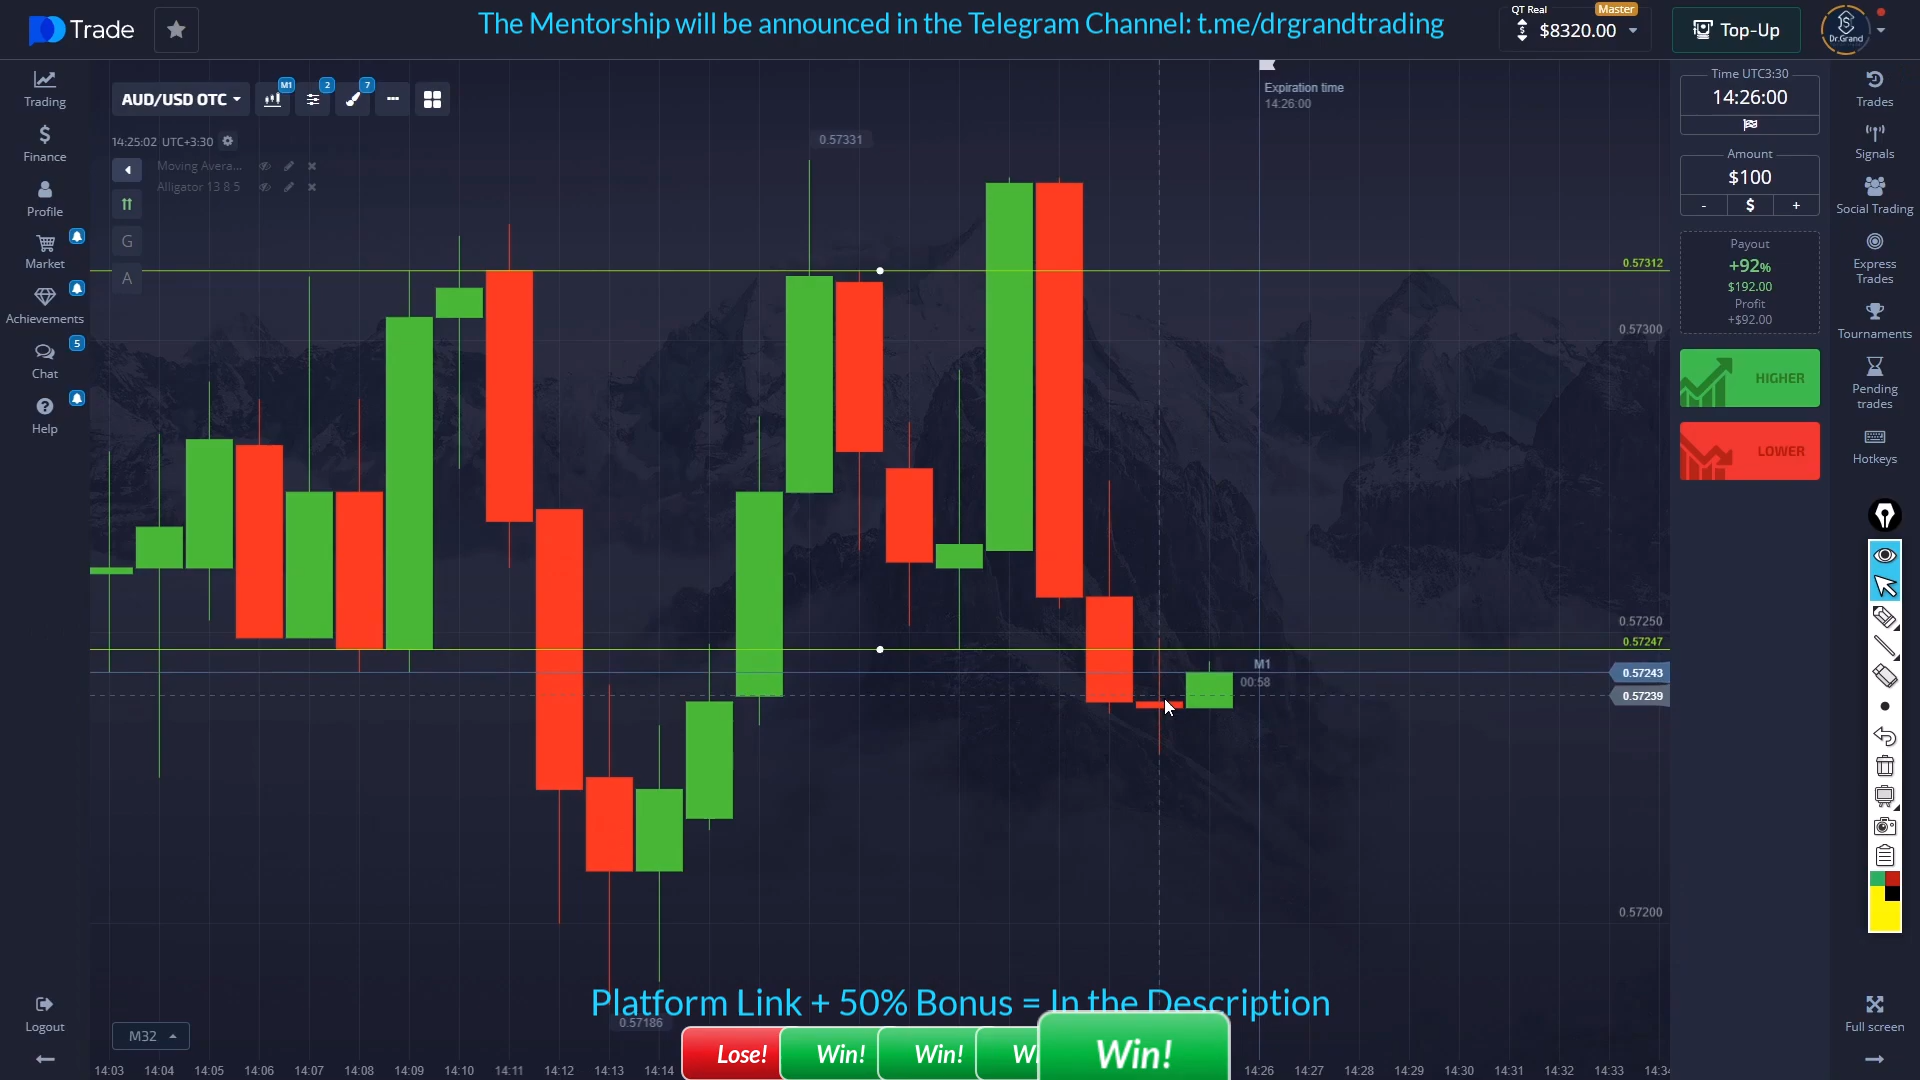 Trade
The Mentorship will be announced in the Telegram Channel: t.me/drgrandtrading
QT Real
Master
$8320.00
Top-Up
Dr.Grand
Trading
Finance
Profile
Market
Achievements
5
Chat
Help
Logout
AUD/USD OTC
M1
2
7
14:25:02 UTC+3:30
Moving Avera...
Alligator 13 8 5
G
A
Expiration time
14:26:00
0.57331
0.57312
0.57300
0.57250
0.57247
0.57243
0.57239
0.57200
M1
00:58
0.57186
Time UTC3:30
14:26:00
Amount
$100
- $ +
Payout
+92%
$192.00
Profit
+$92.00
HIGHER
LOWER
Trades
Signals
Social Trading
Express
Trades
Tournaments
Pending
trades
Hotkeys
Full screen
Platform Link + 50% Bonus = In the Description
M32
Lose! Win! Win! Win!
14:03 14:04 14:05 14:06 14:07 14:08 14:09 14:10 14:11 14:12 14:13 14:14 14:26 14:27 14:28 14:29 14:30 14:31 14:32 14:33